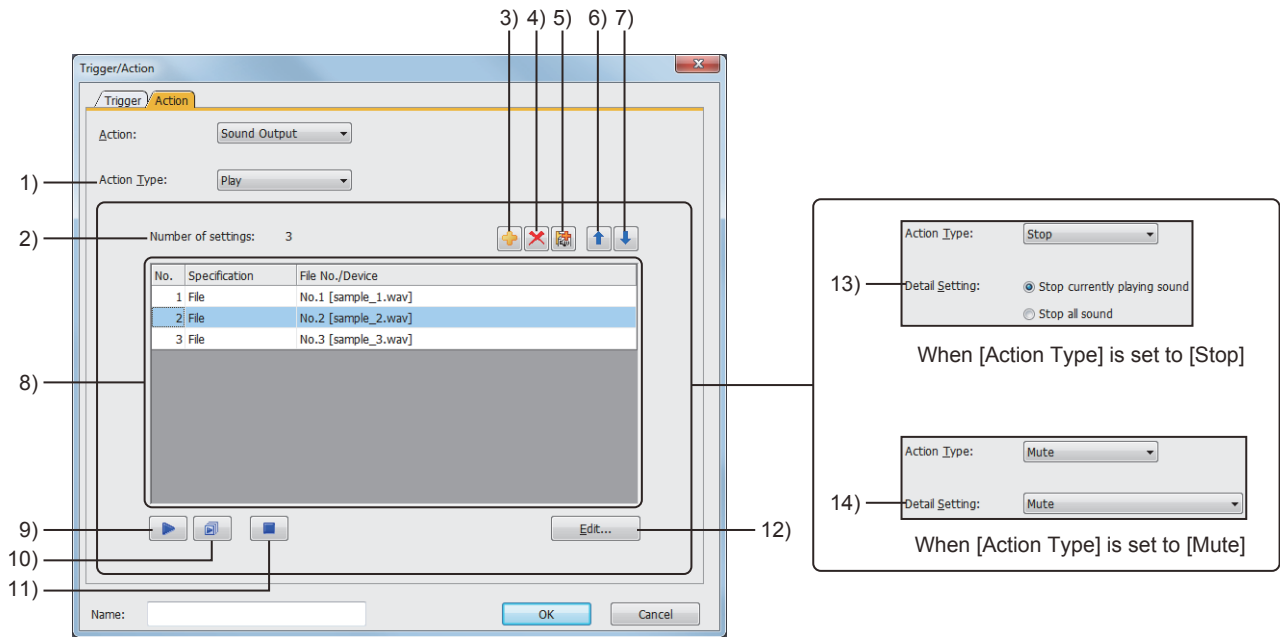 3) 4) 5) 6) 7)
Trigger/Action
Trigger Action
Action: Sound Output
1) Action Type: Play
2) Number of settings: 3
No. Specification File No./Device
1 File No.1 [sample_1.wav]
2 File No.2 [sample_2.wav]
3 File No.3 [sample_3.wav]
8)
9)
10)
11)
Edit...
12)
Name:
OK Cancel
Action Type: Stop
13) Detail Setting: Stop currently playing sound
Stop all sound
When [Action Type] is set to [Stop]
Action Type: Mute
14) Detail Setting: Mute
When [Action Type] is set to [Mute]